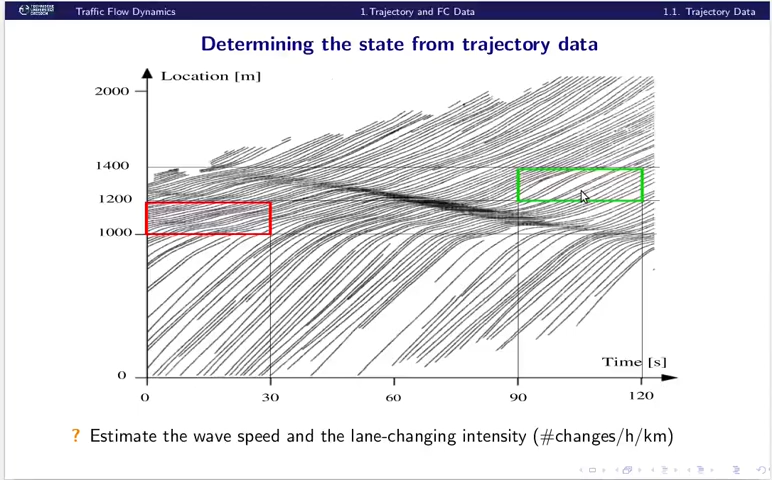 Traffic Flow Dynamics 1.Trajectory and FC Data 1.1. Trajectory Data
Determining the state from trajectory data
Location [m]
2000
1400
1200
1000
0
Time [s]
0 30 60 90 120
? Estimate the wave speed and the lane-changing intensity (#changes/h/km)